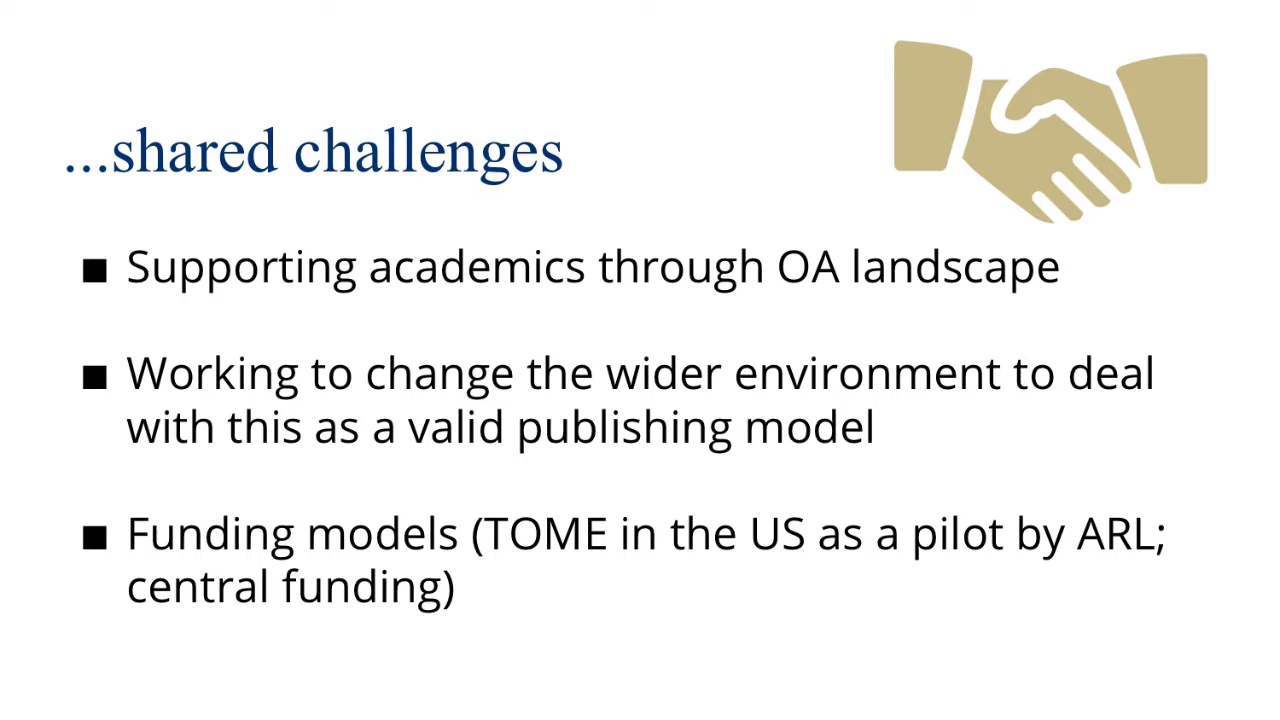 ...shared challenges
▪ Supporting academics through OA landscape
▪ Working to change the wider environment to deal
with this as a valid publishing model
▪ Funding models (TOME in the US as a pilot by ARL;
central funding)